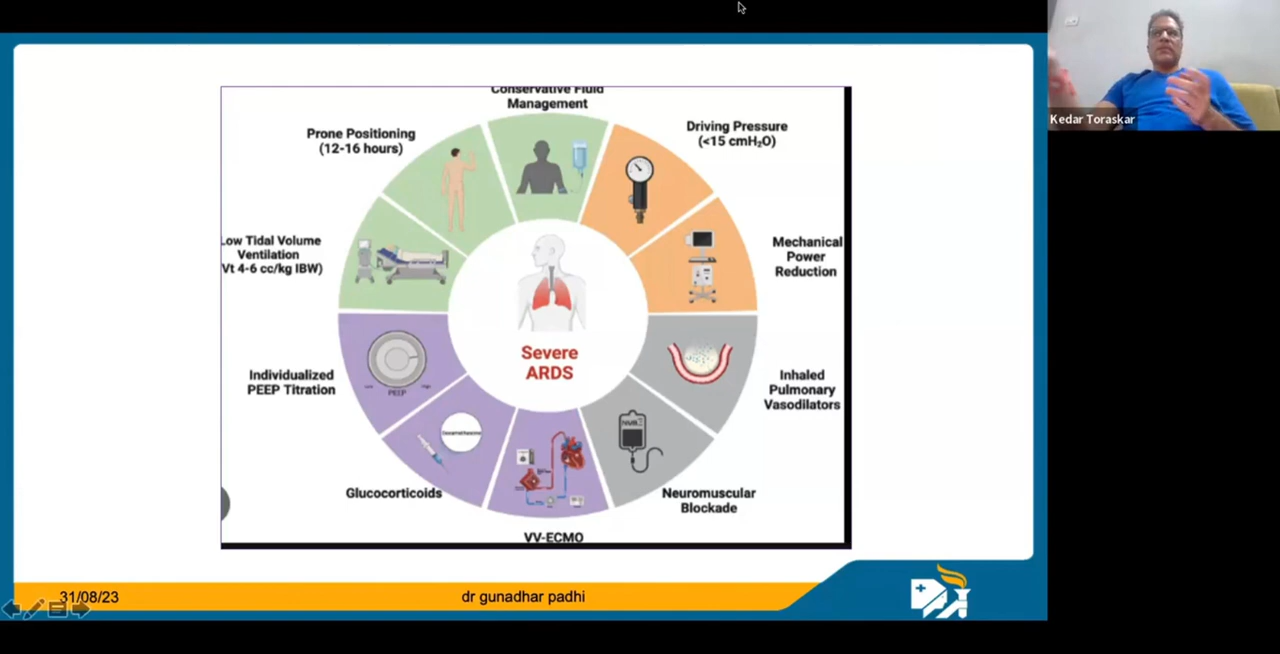 Conservative Fluid
Management
Prone Positioning
(12-16 hours)
Driving Pressure
(<15 cmH₂O)
Low Tidal Volume
Ventilation
Vt 4-6 cc/kg IBW)
Mechanical
Power
Reduction
Severe
ARDS
Individualized
PEEP Titration
PEEP
Inhaled
Pulmonary
Vasodilators
Glucocorticoids
Neuromuscular
Blockade
VV-ECMO
31/08/23
dr gunadhar padhi
Kedar Toraskar